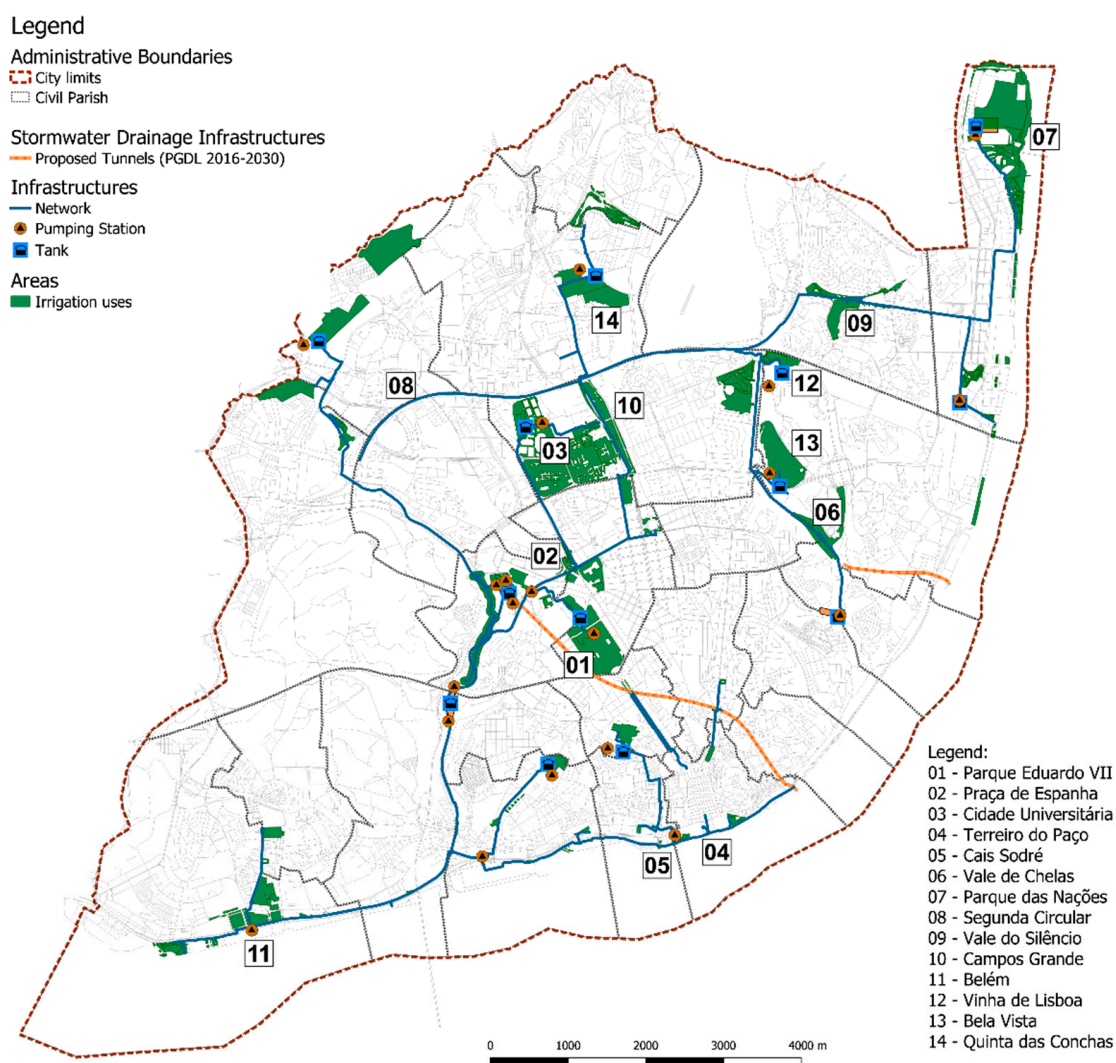 Legend
Administrative Boundaries
City limits
Civil Parish
Stormwater Drainage Infrastructures
Proposed Tunnels (PGDL 2016-2030)
Infrastructures
Network
Pumping Station
Tank
Areas
Irrigation uses
07
14
09
08
12
10
03
13
06
02
01
05
04
11
Legend:
01 - Parque Eduardo VII
02 - Praça de Espanha
03 - Cidade Universitária
04 - Terreiro do Paço
05 - Cais Sodré
06 - Vale de Chelas
07 - Parque das Nações
08 - Segunda Circular
09 - Vale do Silêncio
10 - Campos Grande
11 - Belém
12 - Vinha de Lisboa
13 - Bela Vista
14 - Quinta das Conchas
0 1000 2000 3000 4000 m